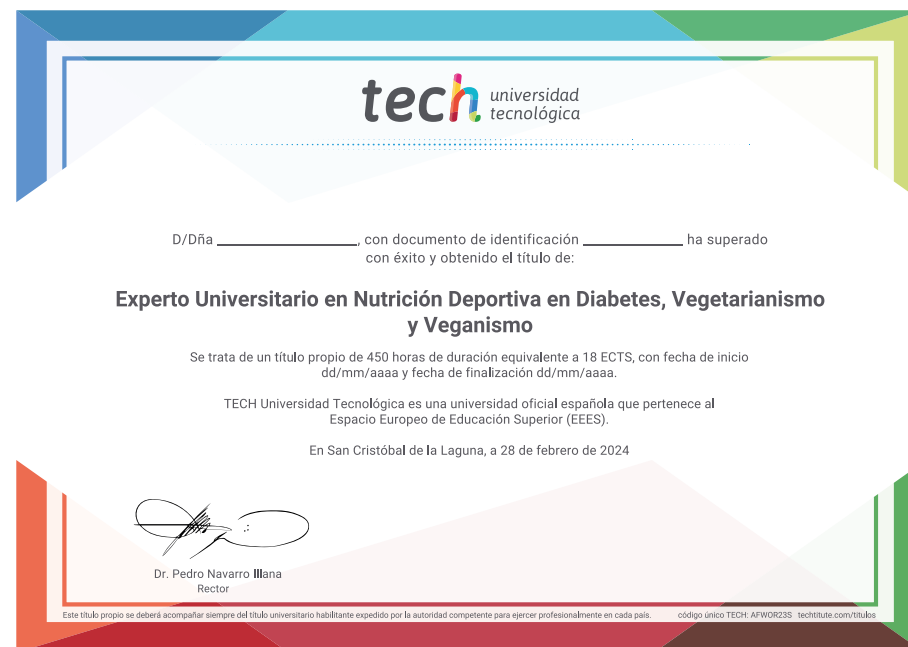 tech universidad
tecnológica
D/Dña ____________, con documento de identificación ____________ ha superado
con éxito y obtenido el título de:
Experto Universitario en Nutrición Deportiva en Diabetes, Vegetarianismo
y Veganismo
Se trata de un título propio de 450 horas de duración equivalente a 18 ECTS, con fecha de inicio
dd/mm/aaaa y fecha de finalización dd/mm/aaaa.
TECH Universidad Tecnológica es una universidad oficial española que pertenece al
Espacio Europeo de Educación Superior (EEES).
En San Cristóbal de la Laguna, a 28 de febrero de 2024
Dr. Pedro Navarro Illana
Rector
Este título propio se deberá acompañar siempre del título universitario habilitante expedido por la autoridad competente para ejercer profesionalmente en cada país. código único TECH: AFWOR23S techtitute.com/titulos